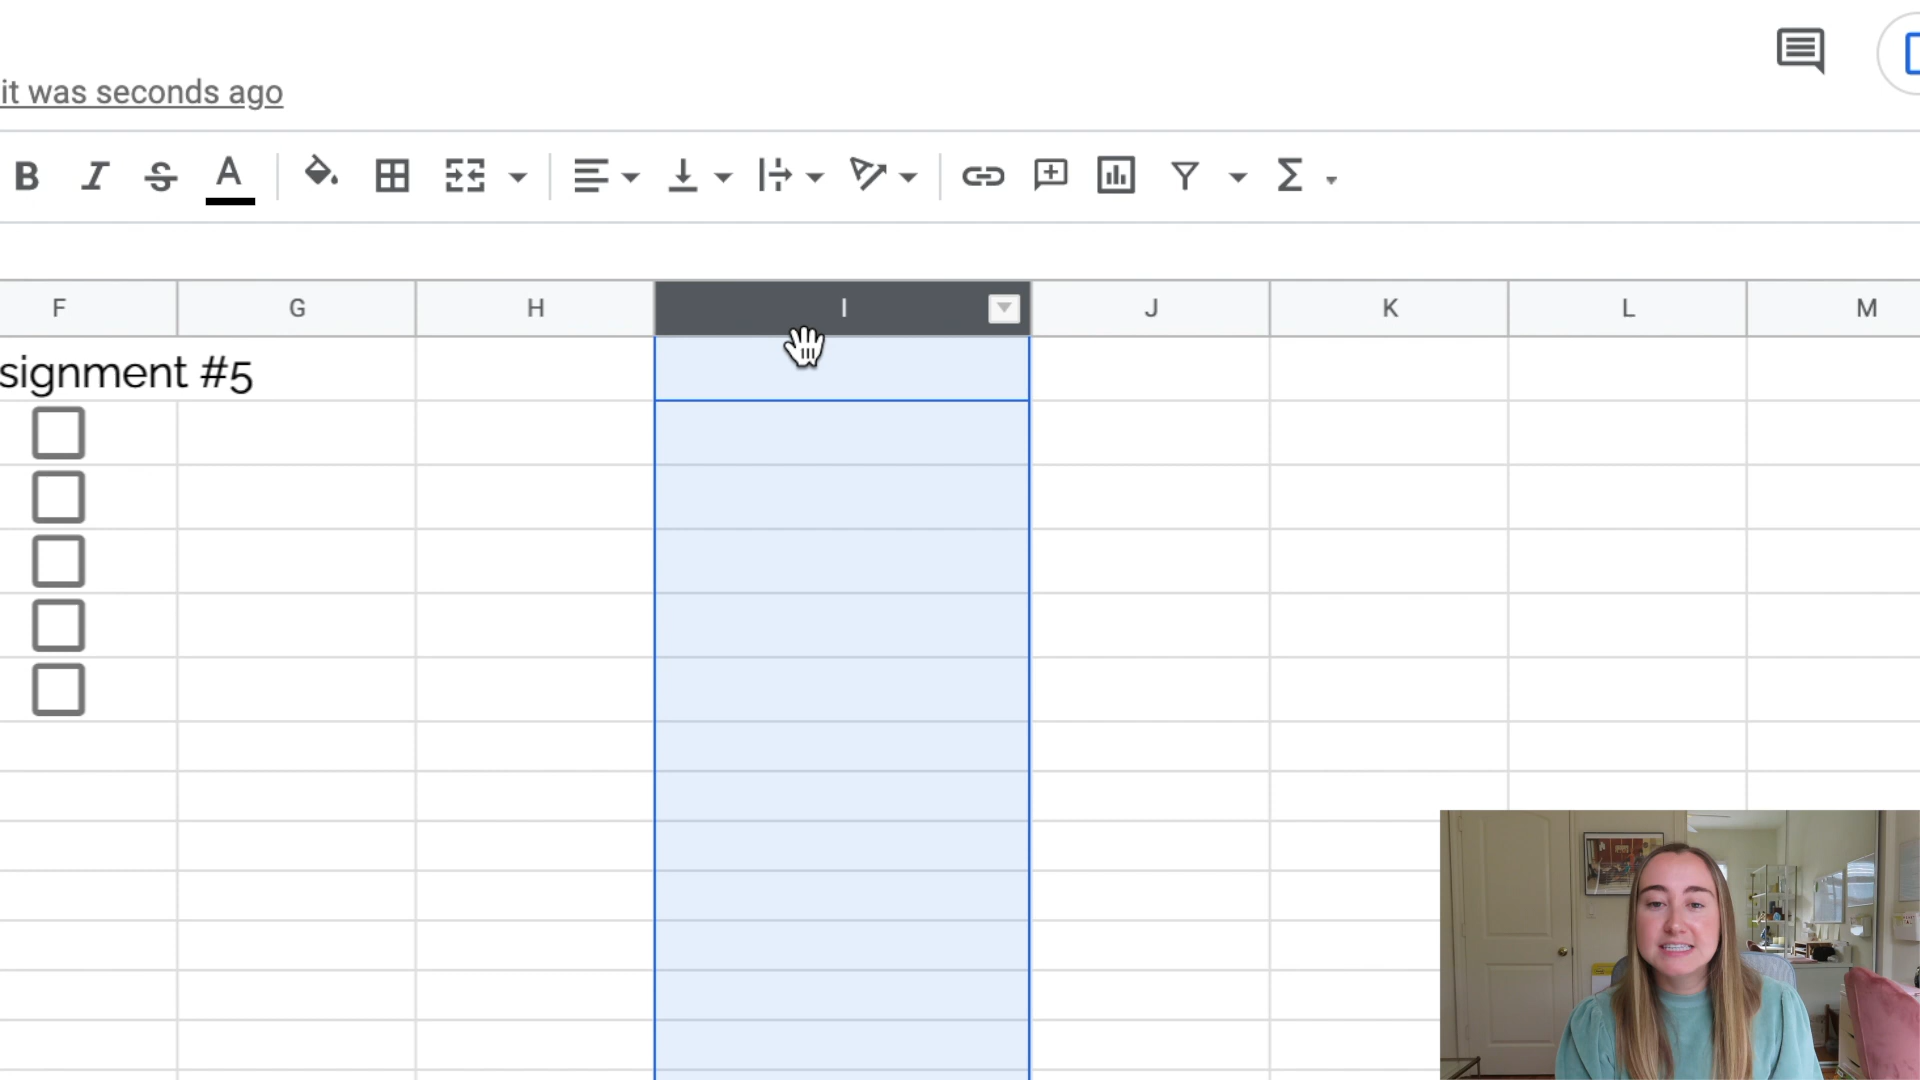 it was seconds ago
B I S A Σ
F G H I J K L M
signment #5